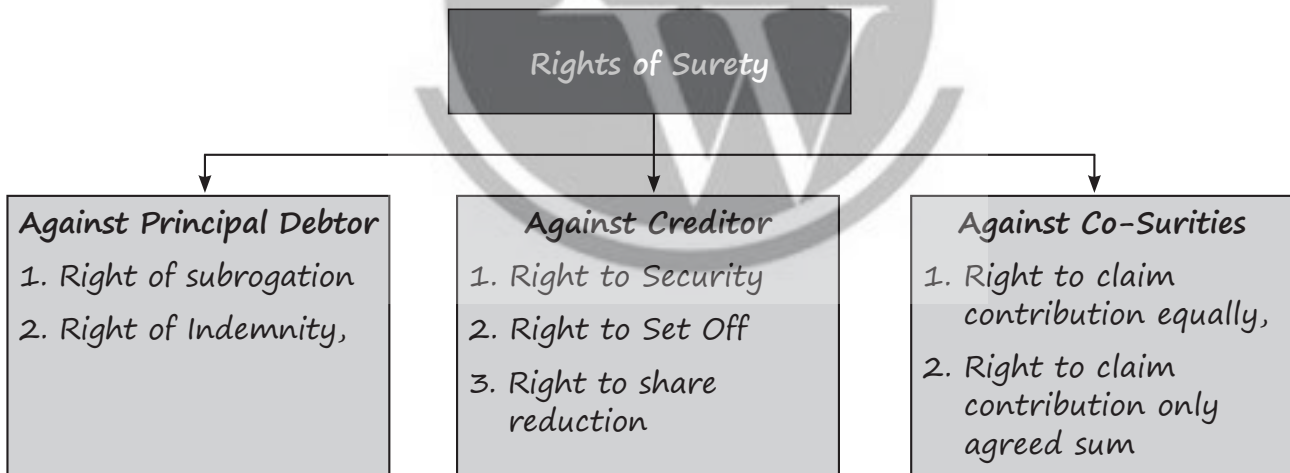 Rights of Surety
Against Principal Debtor
1. Right of subrogation
2. Right of Indemnity,
Against Creditor
1. Right to Security
2. Right to Set Off
3. Right to share
reduction
Against Co-Surities
1. Right to claim
contribution equally,
2. Right to claim
contribution only
agreed sum